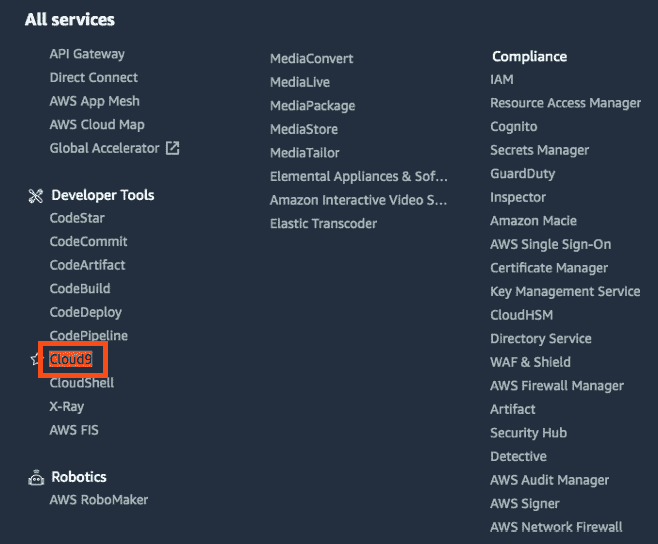 All services
API Gateway
Direct Connect
AWS App Mesh
AWS Cloud Map
Global Accelerator
Developer Tools
CodeStar
CodeCommit
CodeArtifact
CodeBuild
CodeDeploy
CodePipeline
Cloud9
CloudShell
X-Ray
AWS FIS
Robotics
AWS RoboMaker
MediaConvert
MediaLive
MediaPackage
MediaStore
MediaTailor
Elemental Appliances & Sof...
Amazon Interactive Video S...
Elastic Transcoder
Compliance
IAM
Resource Access Manager
Cognito
Secrets Manager
GuardDuty
Inspector
Amazon Macie
AWS Single Sign-On
Certificate Manager
Key Management Service
CloudHSM
Directory Service
WAF & Shield
AWS Firewall Manager
Artifact
Security Hub
Detective
AWS Audit Manager
AWS Signer
AWS Network Firewall